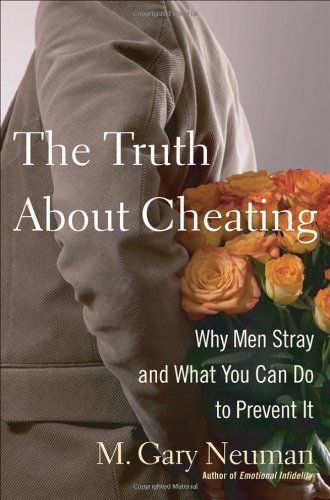 The Truth
About Cheating
Why Men Stray
and What You Can Do
to Prevent It
M. Gary Neuman
Author of Emotional Infidelity